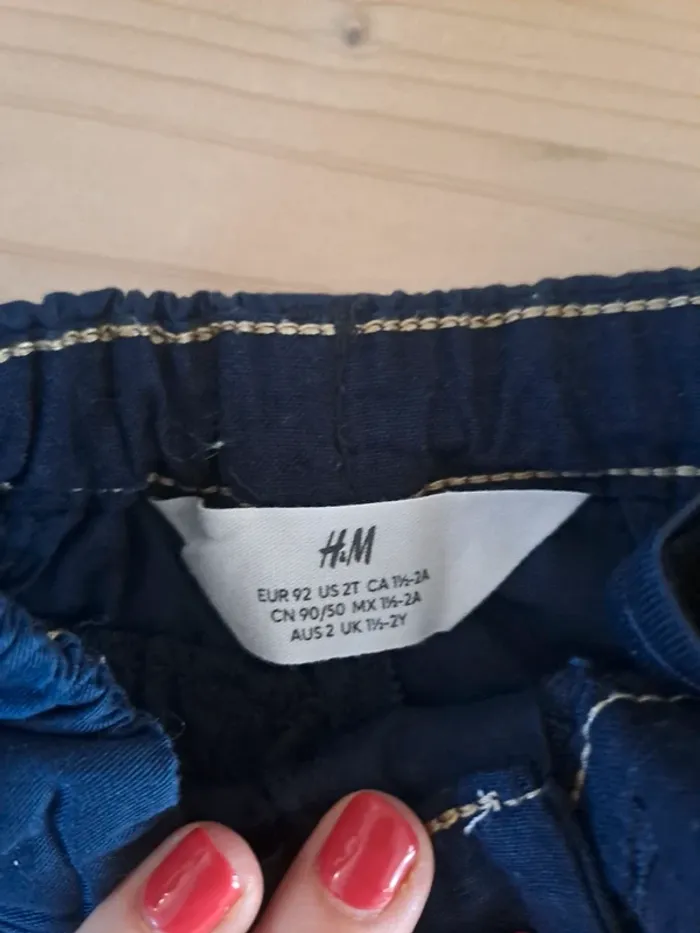 H&M
EUR 92 US 2T CA 1½-2A
CN 90/50 MX 1½-2A
AUS 2 UK 1½-2Y